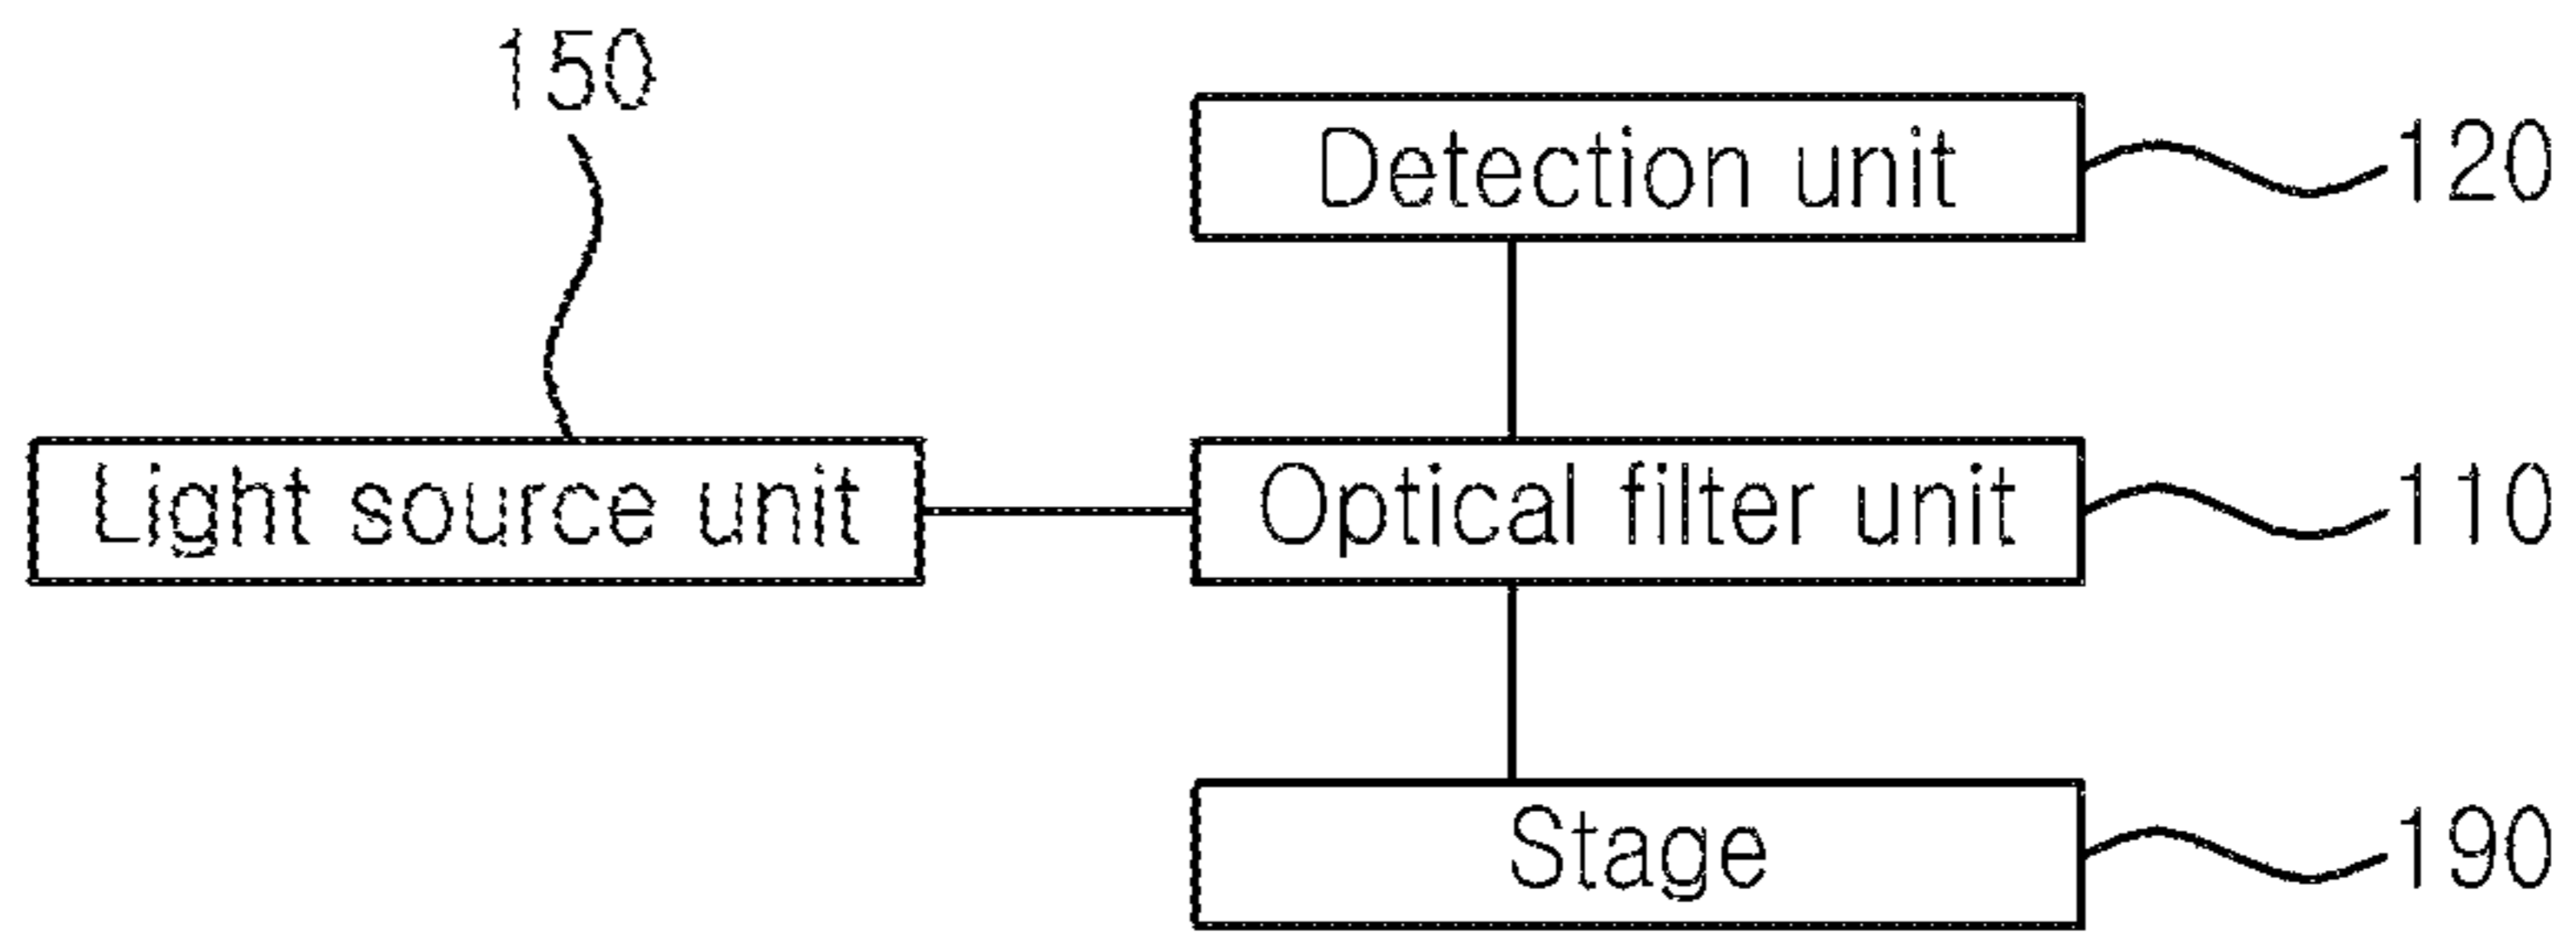 150
Detection unit 120
Light source unit Optical filter unit 110
Stage 190